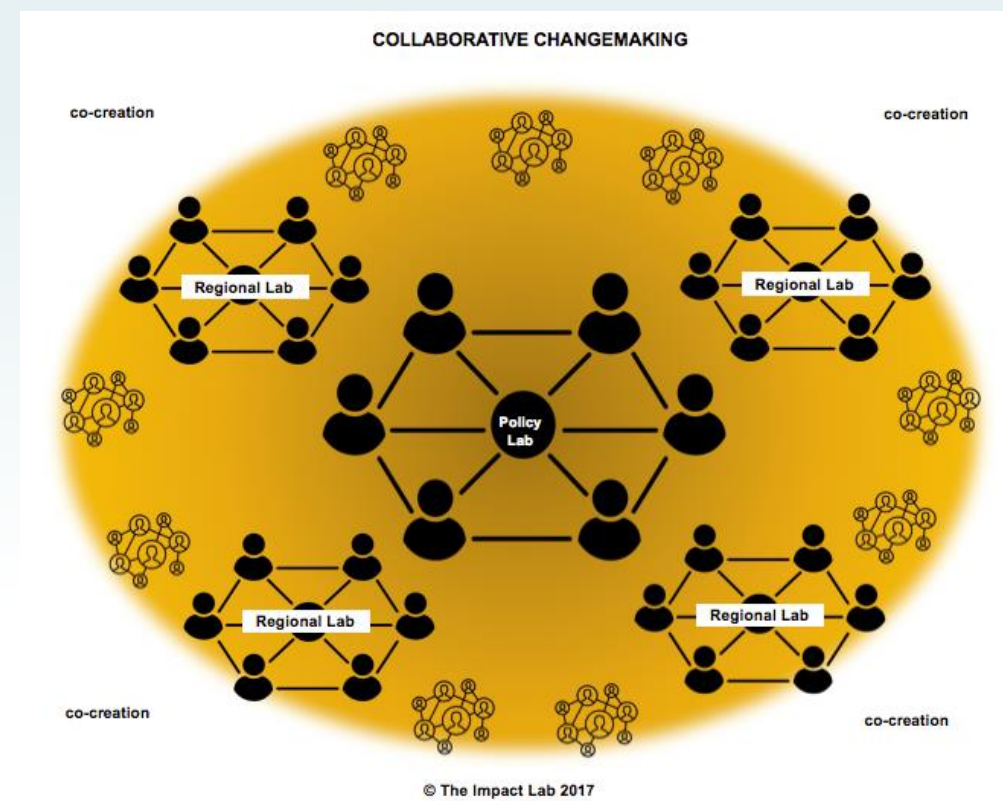 COLLABORATIVE CHANGEMAKING
co-creation
co-creation
Regional Lab
Regional Lab
Policy
Lab
Regional Lab
Regional Lab
co-creation
co-creation
© The Impact Lab 2017